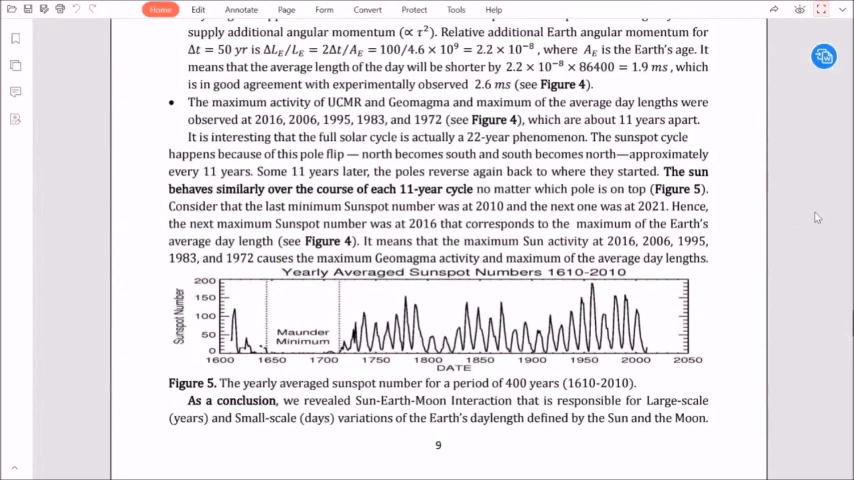 Home Edit Annotate Page Form Convert Protect Tools Help
supply additional angular momentum (∝ τ²). Relative additional Earth angular momentum for
Δt = 50 yr is ΔL_E/L_E = 2Δt/A_E = 100/4.6 × 10⁹ = 2.2 × 10⁻⁸, where A_E is the Earth's age. It
means that the average length of the day will be shorter by 2.2 × 10⁻⁸ × 86400 = 1.9 ms, which
is in good agreement with experimentally observed 2.6 ms (see Figure 4).
• The maximum activity of UCMR and Geomagma and maximum of the average day lengths were
observed at 2016, 2006, 1995, 1983, and 1972 (see Figure 4), which are about 11 years apart.
It is interesting that the full solar cycle is actually a 22-year phenomenon. The sunspot cycle
happens because of this pole flip — north becomes south and south becomes north—approximately
every 11 years. Some 11 years later, the poles reverse again back to where they started. The sun
behaves similarly over the course of each 11-year cycle no matter which pole is on top (Figure 5).
Consider that the last minimum Sunspot number was at 2010 and the next one was at 2021. Hence,
the next maximum Sunspot number was at 2016 that corresponds to the maximum of the Earth's
average day length (see Figure 4). It means that the maximum Sun activity at 2016, 2006, 1995,
1983, and 1972 causes the maximum Geomagma activity and maximum of the average day lengths.
Yearly Averaged Sunspot Numbers 1610-2010
Sunspot Number
200
150
100
50
0
Maunder
Minimum
1600 1650 1700 1750 1800 1850 1900 1950 2000 2050
DATE
Figure 5. The yearly averaged sunspot number for a period of 400 years (1610-2010).
As a conclusion, we revealed Sun-Earth-Moon Interaction that is responsible for Large-scale
(years) and Small-scale (days) variations of the Earth's daylength defined by the Sun and the Moon.
9